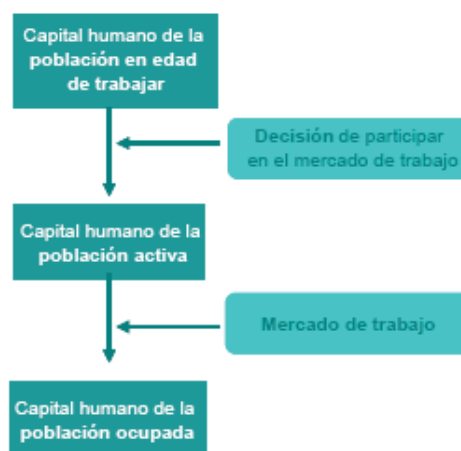 Capital humano de la
población en edad
de trabajar
Decisión de participar
en el mercado de trabajo
Capital humano de la
población activa
Mercado de trabajo
Capital humano de la
población ocupada